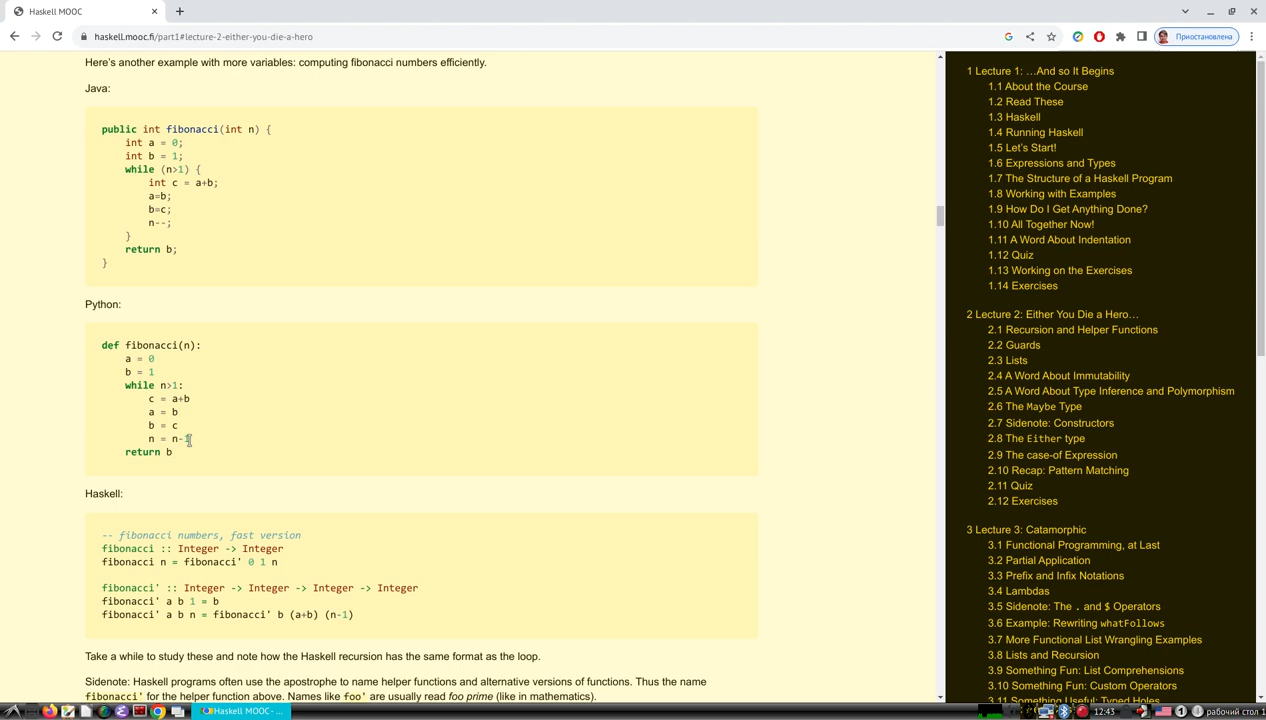 Haskell MOOC
haskell.mooc.fi/part1#lecture-2-either-you-die-a-hero
Приостановлена
Here's another example with more variables: computing fibonacci numbers efficiently.
Java:
public int fibonacci(int n) {
    int a = 0;
    int b = 1;
    while (n>1) {
        int c = a+b;
        a=b;
        b=c;
        n--;
    }
    return b;
}
Python:
def fibonacci(n):
    a = 0
    b = 1
    while n>1:
        c = a+b
        a = b
        b = c
        n = n-1
    return b
Haskell:
-- fibonacci numbers, fast version
fibonacci :: Integer -> Integer
fibonacci n = fibonacci' 0 1 n
fibonacci' :: Integer -> Integer -> Integer -> Integer
fibonacci' a b 1 = b
fibonacci' a b n = fibonacci' b (a+b) (n-1)
Take a while to study these and note how the Haskell recursion has the same format as the loop.
Sidenote: Haskell programs often use the apostrophe to name helper functions and alternative versions of functions. Thus the name
fibonacci' for the helper function above. Names like foo' are usually read foo prime (like in mathematics).
1 Lecture 1: …And so It Begins
1.1 About the Course
1.2 Read These
1.3 Haskell
1.4 Running Haskell
1.5 Let's Start!
1.6 Expressions and Types
1.7 The Structure of a Haskell Program
1.8 Working with Examples
1.9 How Do I Get Anything Done?
1.10 All Together Now!
1.11 A Word About Indentation
1.12 Quiz
1.13 Working on the Exercises
1.14 Exercises
2 Lecture 2: Either You Die a Hero…
2.1 Recursion and Helper Functions
2.2 Guards
2.3 Lists
2.4 A Word About Immutability
2.5 A Word About Type Inference and Polymorphism
2.6 The Maybe Type
2.7 Sidenote: Constructors
2.8 The Either type
2.9 The case-of Expression
2.10 Recap: Pattern Matching
2.11 Quiz
2.12 Exercises
3 Lecture 3: Catamorphic
3.1 Functional Programming, at Last
3.2 Partial Application
3.3 Prefix and Infix Notations
3.4 Lambdas
3.5 Sidenote: The . and $ Operators
3.6 Example: Rewriting whatFollows
3.7 More Functional List Wrangling Examples
3.8 Lists and Recursion
3.9 Something Fun: List Comprehensions
3.10 Something Fun: Custom Operators
3.11 Something Useful: Typed Holes
Haskell MOOC - ...
12:43
рабочий стол 1